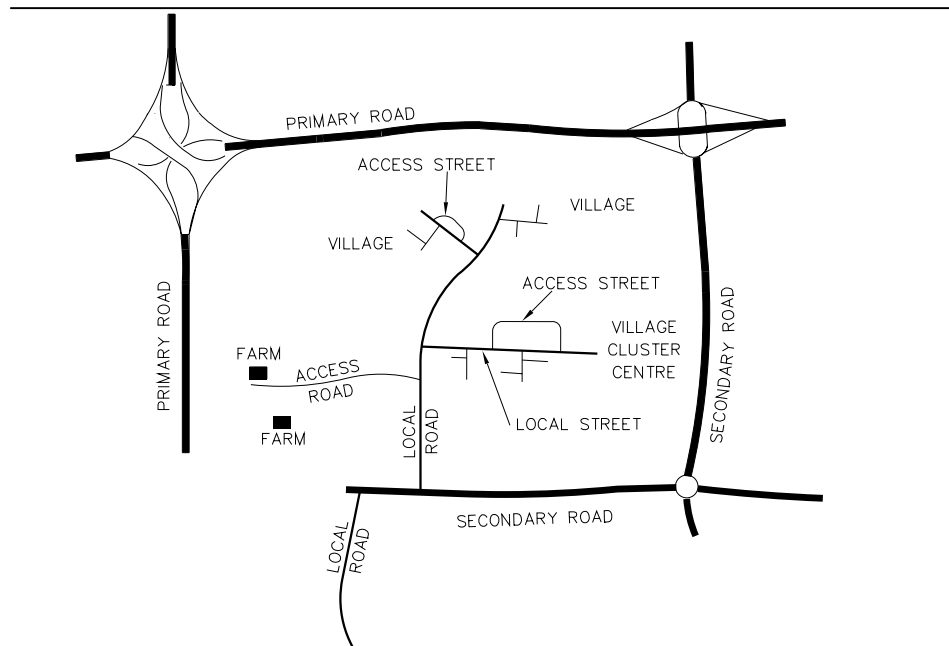 PRIMARY ROAD
ACCESS STREET
VILLAGE
VILLAGE
ACCESS STREET
PRIMARY ROAD
SECONDARY ROAD
VILLAGE
CLUSTER
CENTRE
FARM
ACCESS
ROAD
FARM
LOCAL
ROAD
LOCAL STREET
SECONDARY ROAD
LOCAL
ROAD